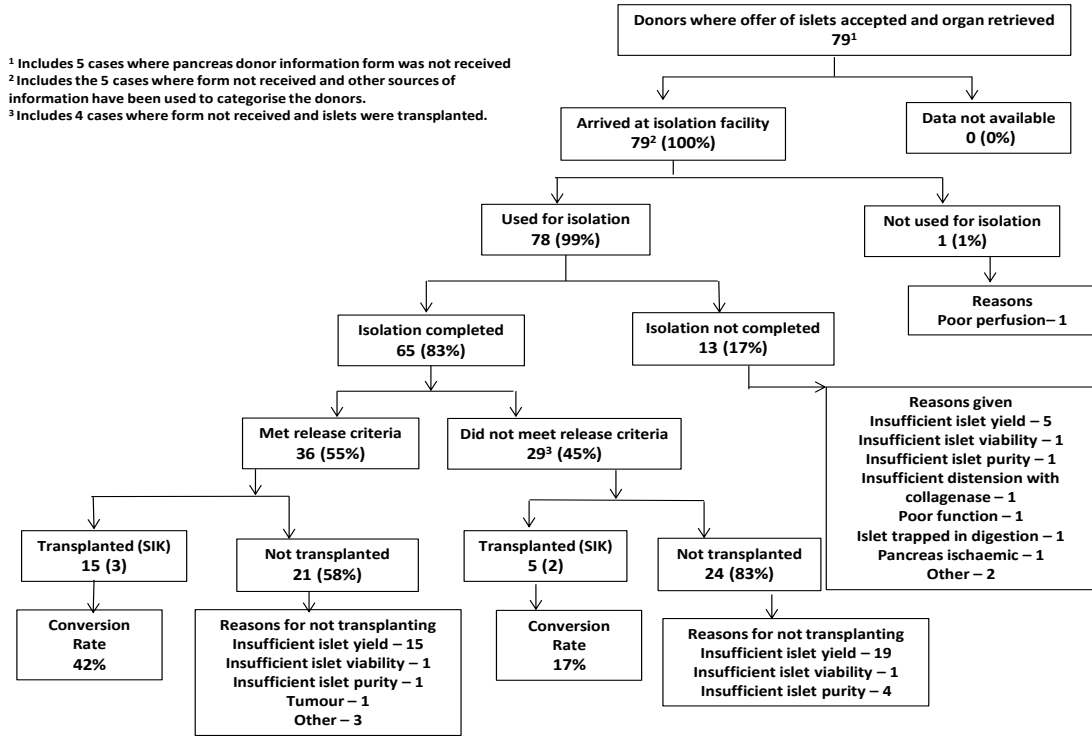 Donors where offer of islets accepted and organ retrieved
79¹
¹ Includes 5 cases where pancreas donor information form was not received
² Includes the 5 cases where form not received and other sources of
information have been used to categorise the donors.
³ Includes 4 cases where form not received and islets were transplanted.
Arrived at isolation facility
79² (100%)
Data not available
0 (0%)
Used for isolation
78 (99%)
Not used for isolation
1 (1%)
Reasons
Poor perfusion– 1
Isolation completed
65 (83%)
Isolation not completed
13 (17%)
Reasons given
Insufficient islet yield – 5
Insufficient islet viability – 1
Insufficient islet purity – 1
Insufficient distension with
collagenase – 1
Poor function – 1
Islet trapped in digestion – 1
Pancreas ischaemic – 1
Other – 2
Met release criteria
36 (55%)
Did not meet release criteria
29³ (45%)
Transplanted (SIK)
15 (3)
Not transplanted
21 (58%)
Transplanted (SIK)
5 (2)
Not transplanted
24 (83%)
Conversion
Rate
42%
Reasons for not transplanting
Insufficient islet yield – 15
Insufficient islet viability – 1
Insufficient islet purity – 1
Tumour – 1
Other – 3
Conversion
Rate
17%
Reasons for not transplanting
Insufficient islet yield – 19
Insufficient islet viability – 1
Insufficient islet purity – 4